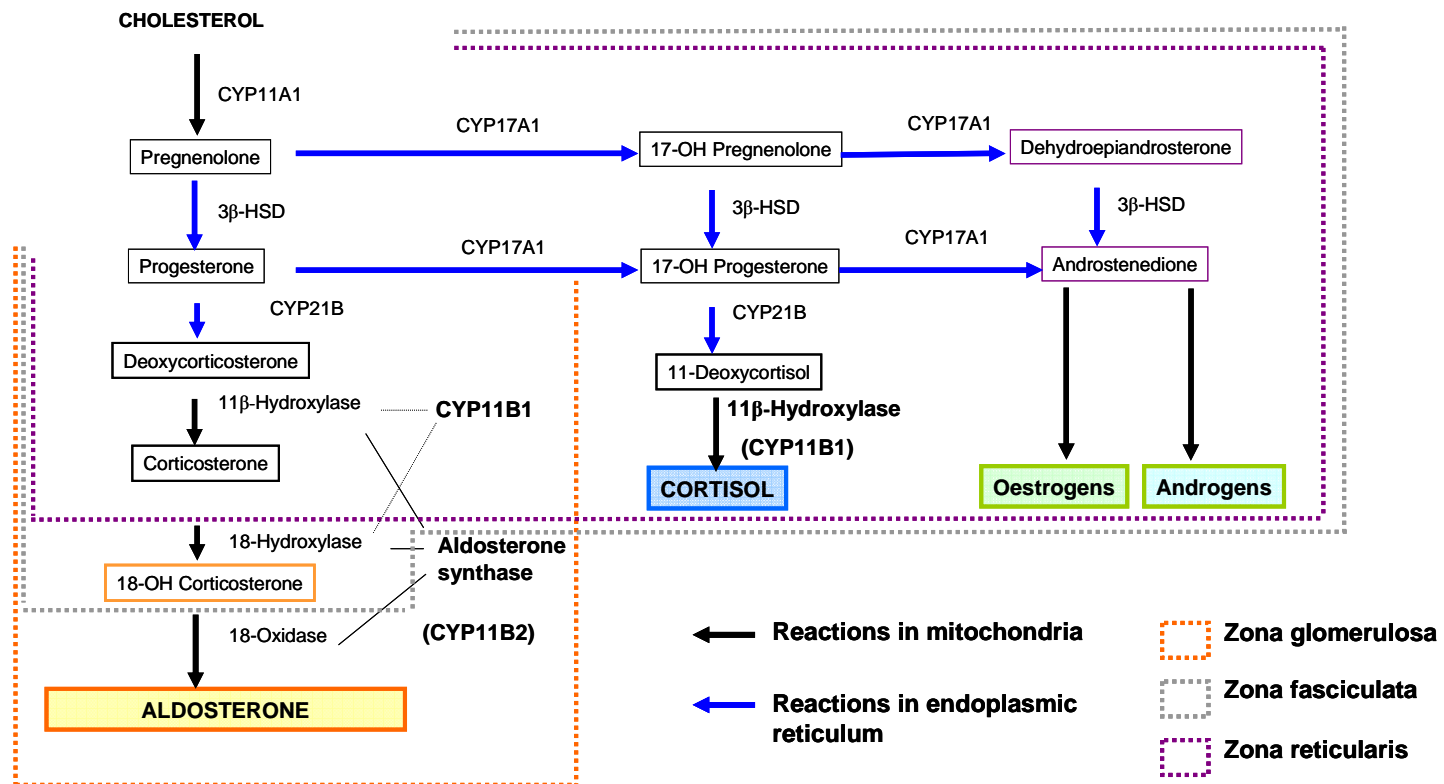 CHOLESTEROL
CYP11A1
CYP17A1
CYP17A1
Pregnenolone
17-OH Pregnenolone
Dehydroepiandrosterone
3β-HSD
3β-HSD
3β-HSD
CYP17A1
CYP17A1
Progesterone
17-OH Progesterone
Androstenedione
CYP21B
CYP21B
Deoxycorticosterone
11-Deoxycortisol
11β-Hydroxylase
CYP11B1
11β-Hydroxylase
(CYP11B1)
Corticosterone
CORTISOL
Oestrogens
Androgens
18-Hydroxylase
Aldosterone
synthase
18-OH Corticosterone
18-Oxidase
(CYP11B2)
ALDOSTERONE
Reactions in mitochondria
Reactions in endoplasmic
reticulum
Zona glomerulosa
Zona fasciculata
Zona reticularis